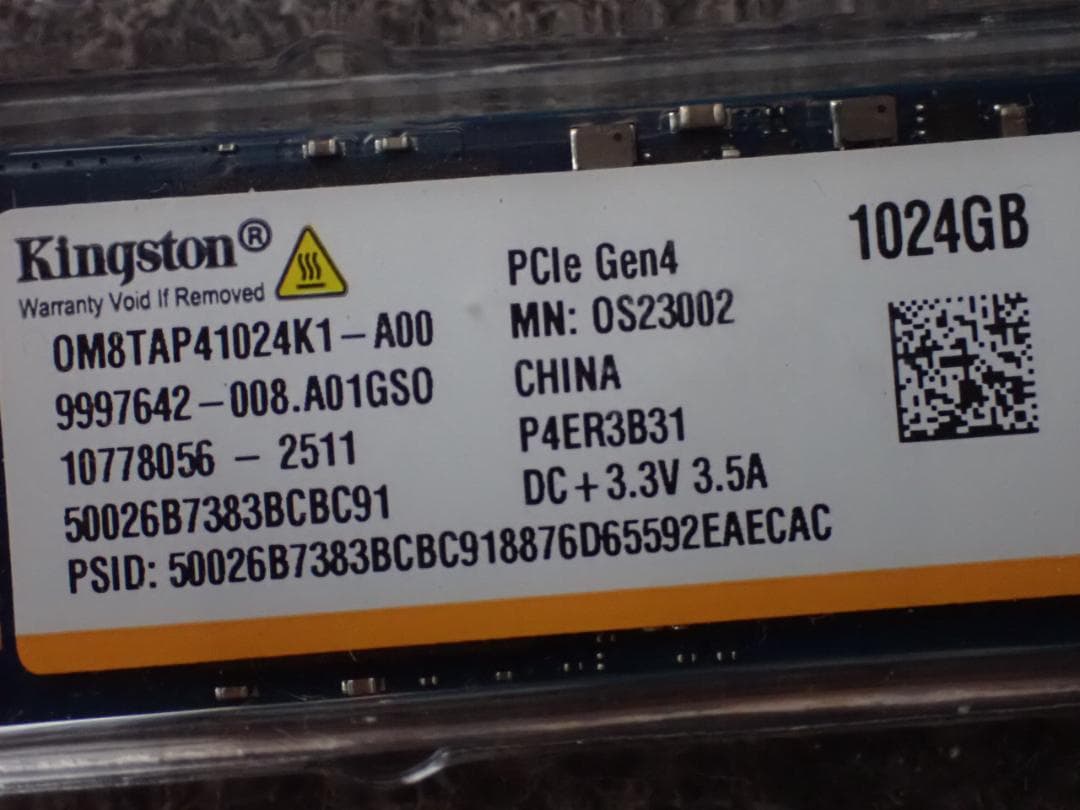 Kingston®
Warranty Void If Removed
OM8TAP41024K1-A00
9997642-008.A01GS0
10778056 - 2511
50026B7383BCBC91
PCIe Gen4
MN: OS23002
CHINA
P4ER3B31
DC+3.3V 3.5A
PSID: 50026B7383BCBC918876D65592EAECAC
1024GB